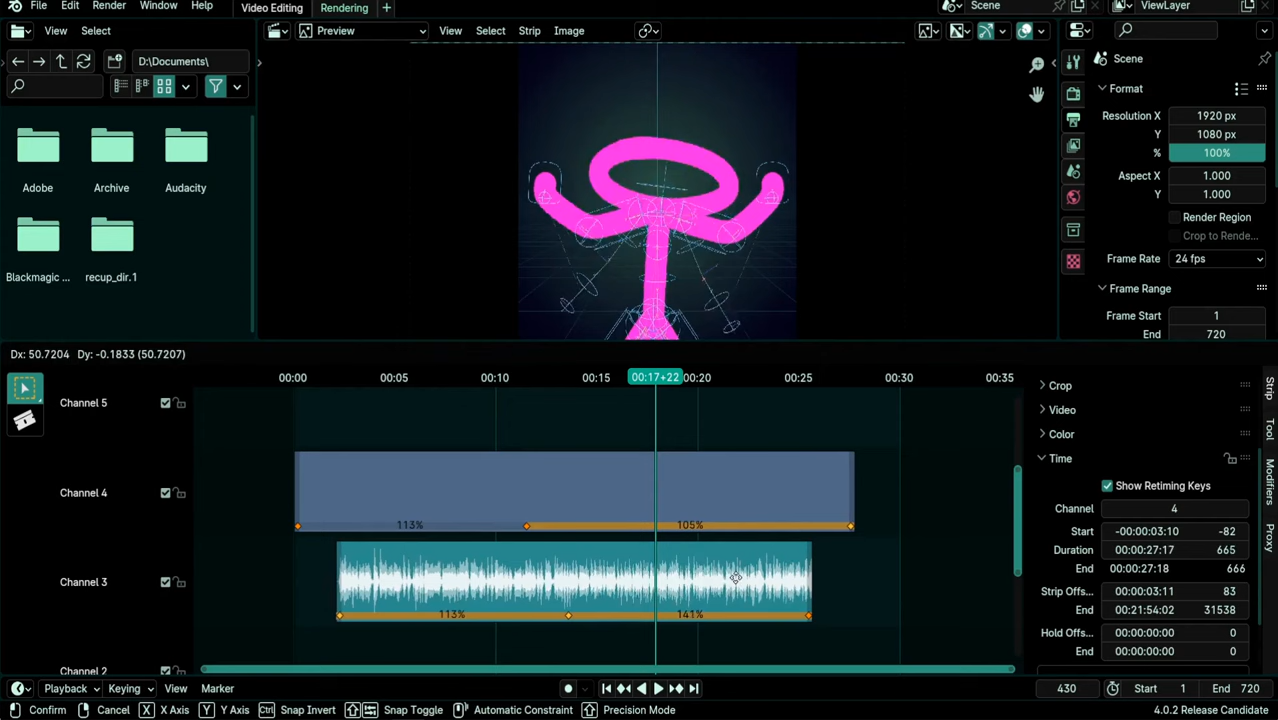 File Edit Render Window Help Video Editing Rendering + Scene ViewLayer
View Select Preview View Select Strip Image
D:\Documents\ Scene
Format
Resolution X 1920 px
Y 1080 px
% 100%
Adobe Archive Audacity
Aspect X 1.000
Y 1.000
Render Region
Crop to Rende...
Frame Rate 24 fps
Blackmagic ... recup_dir.1
Frame Range
Frame Start 1
End 720
Dx: 50.7204 Dy: -0.1833 (50.7207)
00:00 00:05 00:10 00:15 00:17+22 00:20 00:25 00:30 00:35
Channel 5
Crop
Video
Color
Time
Show Retiming Keys
Channel 4
113% 105%
Channel 4
Start -00:00:03:10 -82
Duration 00:00:27:17 665
End 00:00:27:18 666
Channel 3
113% 141%
Strip Offs... 00:00:03:11 83
End 00:21:54:02 31538
Hold Offs... 00:00:00:00 0
End 00:00:00:00 0
Channel 2
Strip
Tool
Modifiers
Proxy
Playback Keying View Marker 430 Start 1 End 720
Confirm Cancel X X Axis Y Y Axis Ctrl Snap Invert Snap Toggle Automatic Constraint Precision Mode 4.0.2 Release Candidate